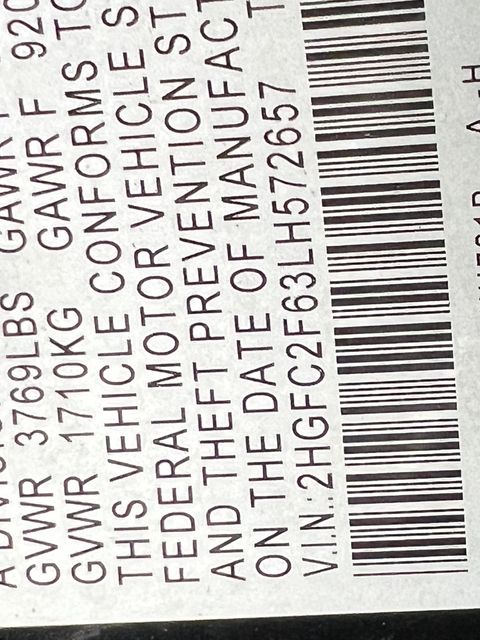 GVWR 3769LBS GAWR F
GVWR 1710KG GAWR F 920
THIS VEHICLE CONFORMS TO
FEDERAL MOTOR VEHICLE S
AND THEFT PREVENTION ST
ON THE DATE OF MANUFACT
V.I.N.:2HGFC2F63LH572657 T